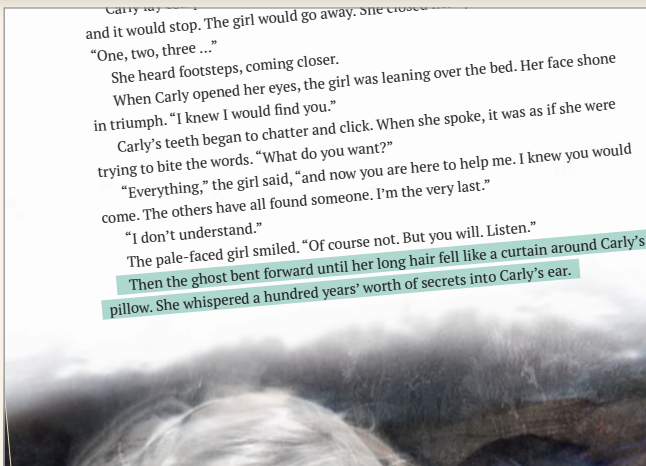 Carly lay
and it would stop. The girl would go away. She closed
“One, two, three ...”
She heard footsteps, coming closer.
When Carly opened her eyes, the girl was leaning over the bed. Her face shone
in triumph. “I knew I would find you.”
Carly’s teeth began to chatter and click. When she spoke, it was as if she were
trying to bite the words. “What do you want?”
“Everything,” the girl said, “and now you are here to help me. I knew you would
come. The others have all found someone. I’m the very last.”
“I don’t understand.”
The pale-faced girl smiled. “Of course not. But you will. Listen.”
Then the ghost bent forward until her long hair fell like a curtain around Carly’s
pillow. She whispered a hundred years’ worth of secrets into Carly’s ear.